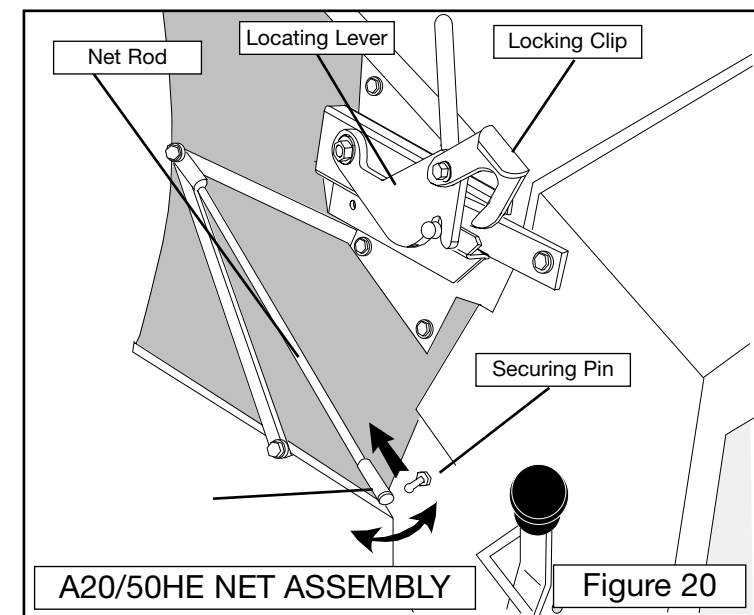 Locating Lever
Locking Clip
Net Rod
Securing Pin
A20/50HE NET ASSEMBLY
Figure 20